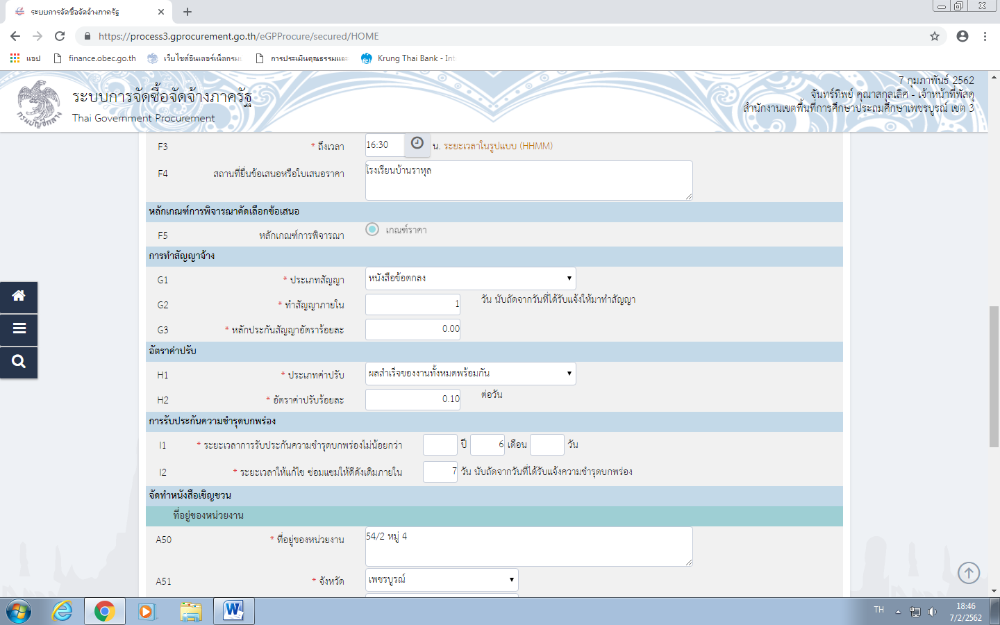 ระบบการจัดซื้อจัดจ้างภาครัฐ
https://process3.gprocurement.go.th/eGPProcure/secured/HOME
แอป
finance.obec.go.th
เว็บไซต์อินเตอร์เน็ตกรม
การประเมินคุณธรรมและ
Krung Thai Bank - Int
ระบบการจัดซื้อจัดจ้างภาครัฐ
Thai Government Procurement
7 กุมภาพันธ์ 2562
จันทร์ทิพย์ คุณาสกุลเลิศ - เจ้าหน้าที่พัสดุ
สำนักงานเขตพื้นที่การศึกษาประถมศึกษาเพชรบูรณ์ เขต 3
กรมบัญชีกลาง
F3 * ถึงเวลา 16:30 น. ระยะเวลาในรูปแบบ (HHMM)
F4 สถานที่ยื่นข้อเสนอหรือใบเสนอราคา โรงเรียนบ้านราหุล
หลักเกณฑ์การพิจารณาคัดเลือกข้อเสนอ
F5 หลักเกณฑ์การพิจารณา เกณฑ์ราคา
การทำสัญญาจ้าง
G1 * ประเภทสัญญา หนังสือข้อตกลง
G2 * ทำสัญญาภายใน 1 วัน นับถัดจากวันที่ได้รับแจ้งให้มาทำสัญญา
G3 * หลักประกันสัญญาอัตราร้อยละ 0.00
อัตราค่าปรับ
H1 * ประเภทค่าปรับ ผลสำเร็จของงานทั้งหมดพร้อมกัน
H2 * อัตราค่าปรับร้อยละ 0.10 ต่อวัน
การรับประกันความชำรุดบกพร่อง
I1 * ระยะเวลาการรับประกันความชำรุดบกพร่องไม่น้อยกว่า ปี 6 เดือน วัน
I2 * ระยะเวลาให้แก้ไข ซ่อมแซมให้ดีดังเดิมภายใน 7 วัน นับถัดจากวันที่ได้รับแจ้งความชำรุดบกพร่อง
จัดทำหนังสือเชิญชวน
ที่อยู่ของหน่วยงาน
A50 * ที่อยู่ของหน่วยงาน 54/2 หมู่ 4
A51 * จังหวัด เพชรบูรณ์
TH
18:46
7/2/2562